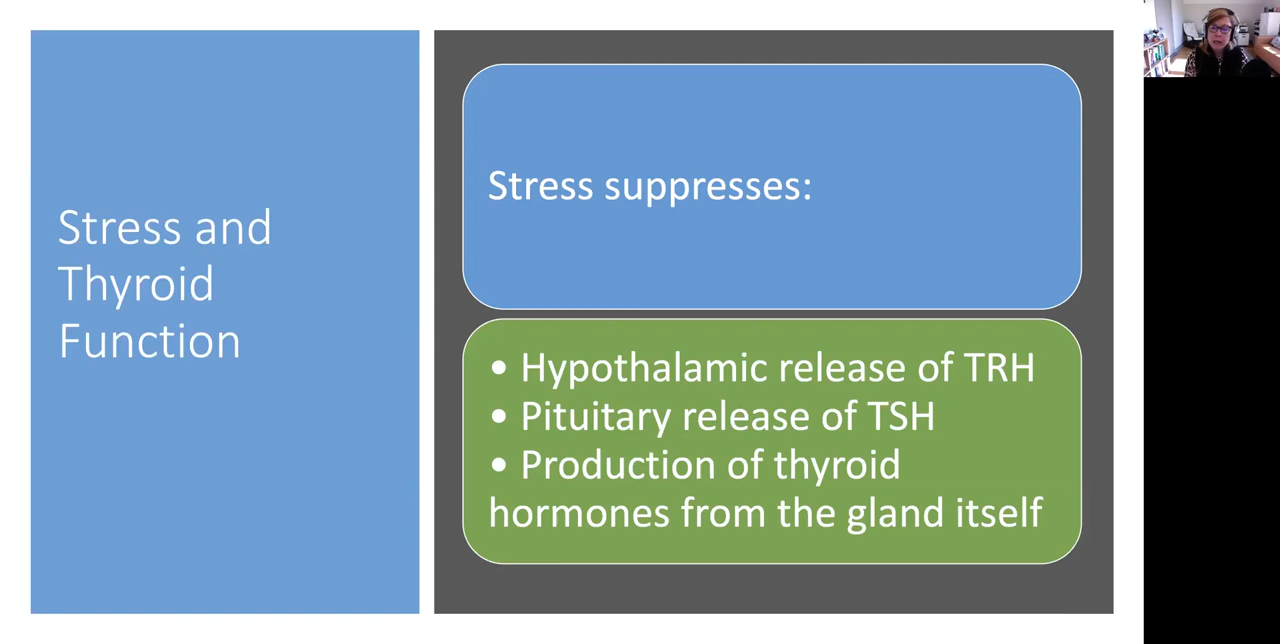 Stress and
Thyroid
Function
Stress suppresses:
• Hypothalamic release of TRH
• Pituitary release of TSH
• Production of thyroid
hormones from the gland itself